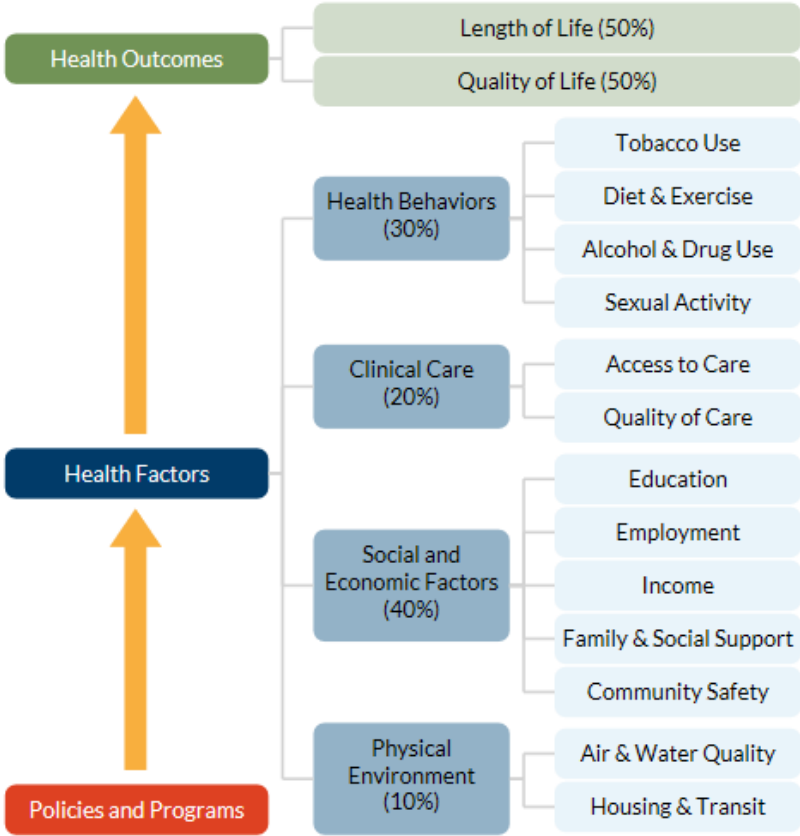 Health Outcomes
Length of Life (50%)
Quality of Life (50%)
Health Factors
Health Behaviors
(30%)
Tobacco Use
Diet & Exercise
Alcohol & Drug Use
Sexual Activity
Clinical Care
(20%)
Access to Care
Quality of Care
Social and
Economic Factors
(40%)
Education
Employment
Income
Family & Social Support
Community Safety
Physical
Environment
(10%)
Air & Water Quality
Housing & Transit
Policies and Programs